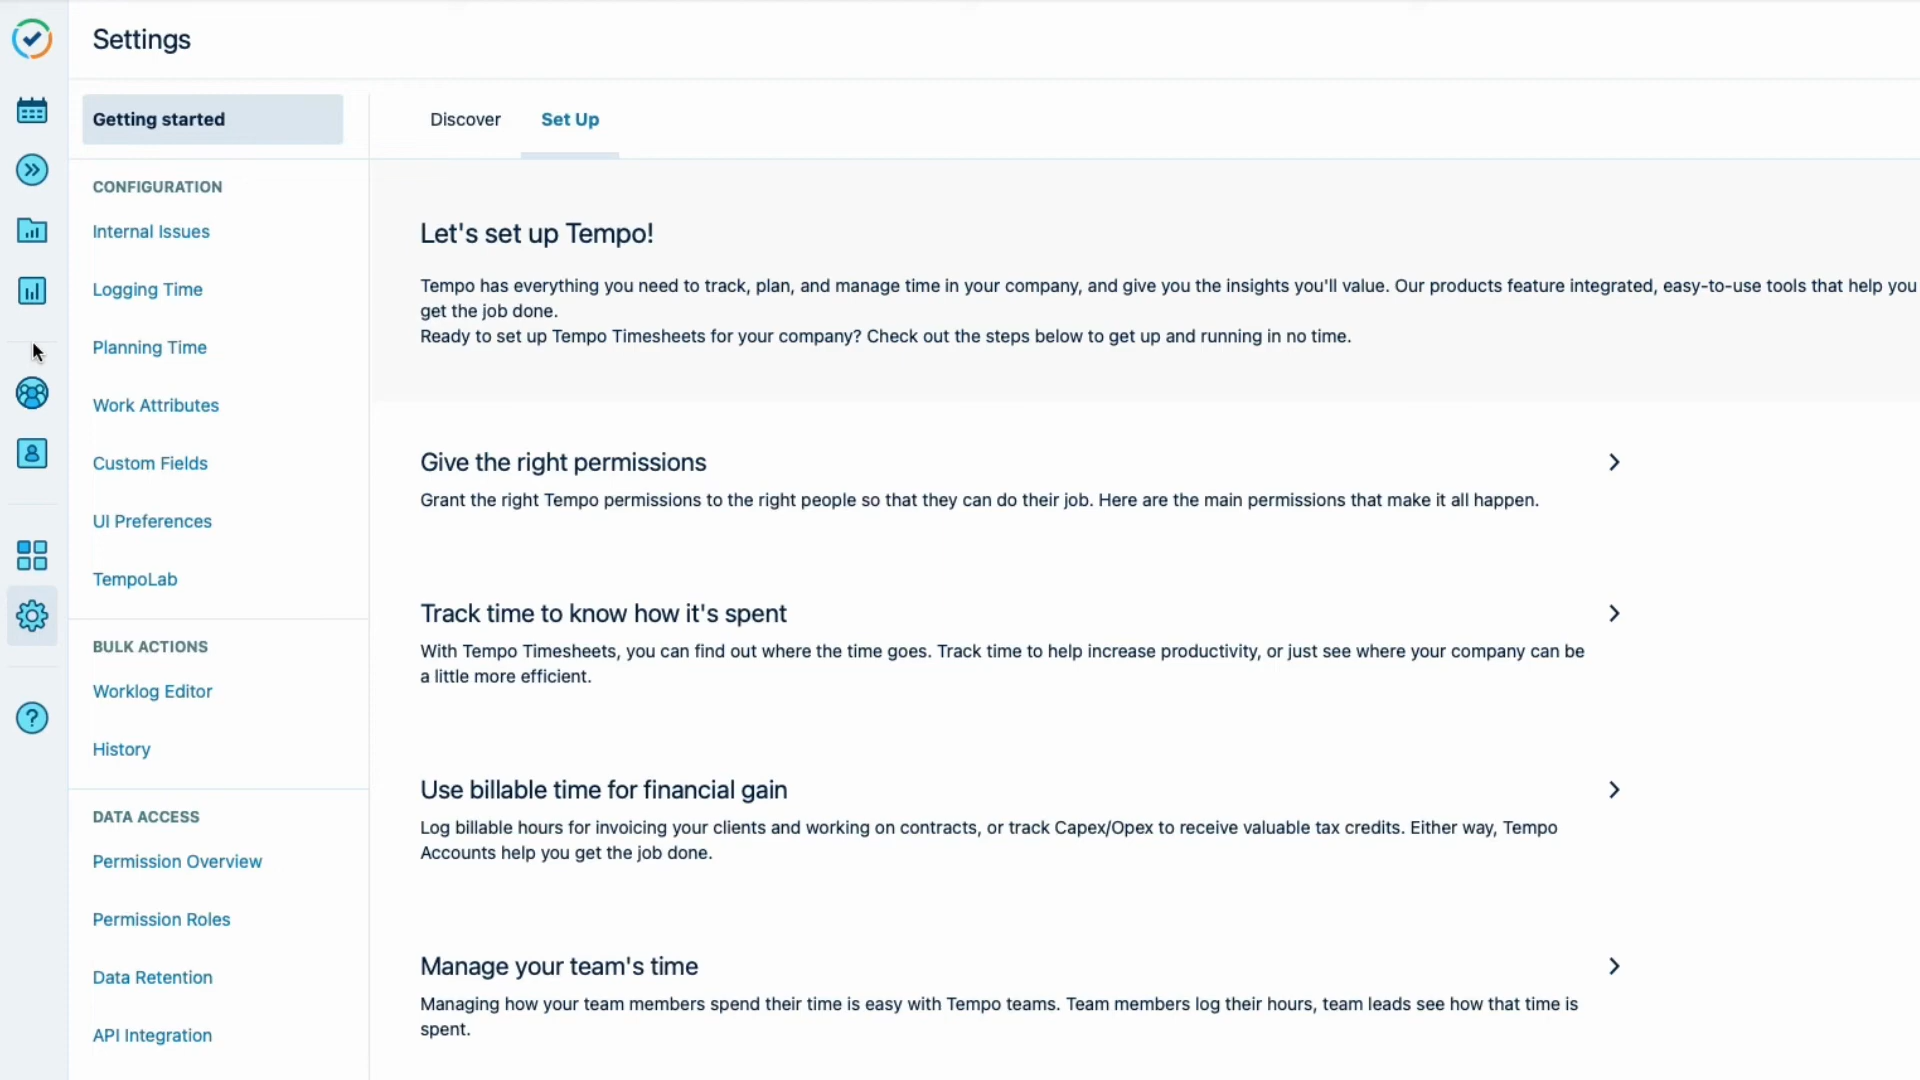 Settings
Getting started
CONFIGURATION
Internal Issues
Logging Time
Planning Time
Work Attributes
Custom Fields
UI Preferences
TempoLab
BULK ACTIONS
Worklog Editor
History
DATA ACCESS
Permission Overview
Permission Roles
Data Retention
API Integration
Discover
Set Up
Let's set up Tempo!
Tempo has everything you need to track, plan, and manage time in your company, and give you the insights you'll value. Our products feature integrated, easy-to-use tools that help you
get the job done.
Ready to set up Tempo Timesheets for your company? Check out the steps below to get up and running in no time.
Give the right permissions
Grant the right Tempo permissions to the right people so that they can do their job. Here are the main permissions that make it all happen.
Track time to know how it's spent
With Tempo Timesheets, you can find out where the time goes. Track time to help increase productivity, or just see where your company can be
a little more efficient.
Use billable time for financial gain
Log billable hours for invoicing your clients and working on contracts, or track Capex/Opex to receive valuable tax credits. Either way, Tempo
Accounts help you get the job done.
Manage your team's time
Managing how your team members spend their time is easy with Tempo teams. Team members log their hours, team leads see how that time is
spent.